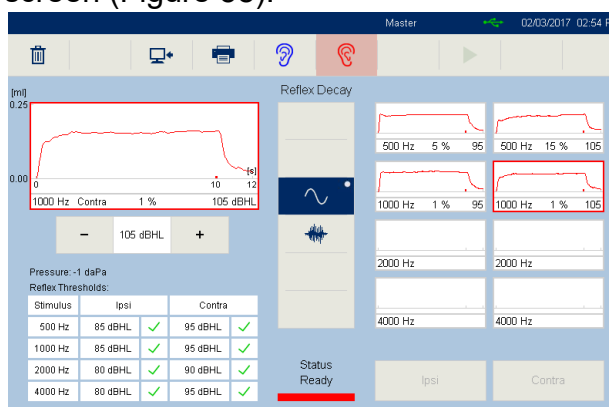 screen (Figure 35).
Master 02/03/2017 02:54 P
Reflex Decay
[ml]
0.25
0.00
0 10 12
[s]
1000 Hz Contra 1 % 105 dBHL
- 105 dBHL +
Pressure: -1 daPa
Reflex Thresholds:
Stimulus Ipsi Contra
500 Hz 85 dBHL 95 dBHL
1000 Hz 85 dBHL 95 dBHL
2000 Hz 80 dBHL 90 dBHL
4000 Hz 80 dBHL 95 dBHL
Status
Ready
500 Hz 5 % 95
500 Hz 15 % 105
1000 Hz 1 % 95
1000 Hz 1 % 105
2000 Hz
2000 Hz
4000 Hz
4000 Hz
Ipsi
Contra